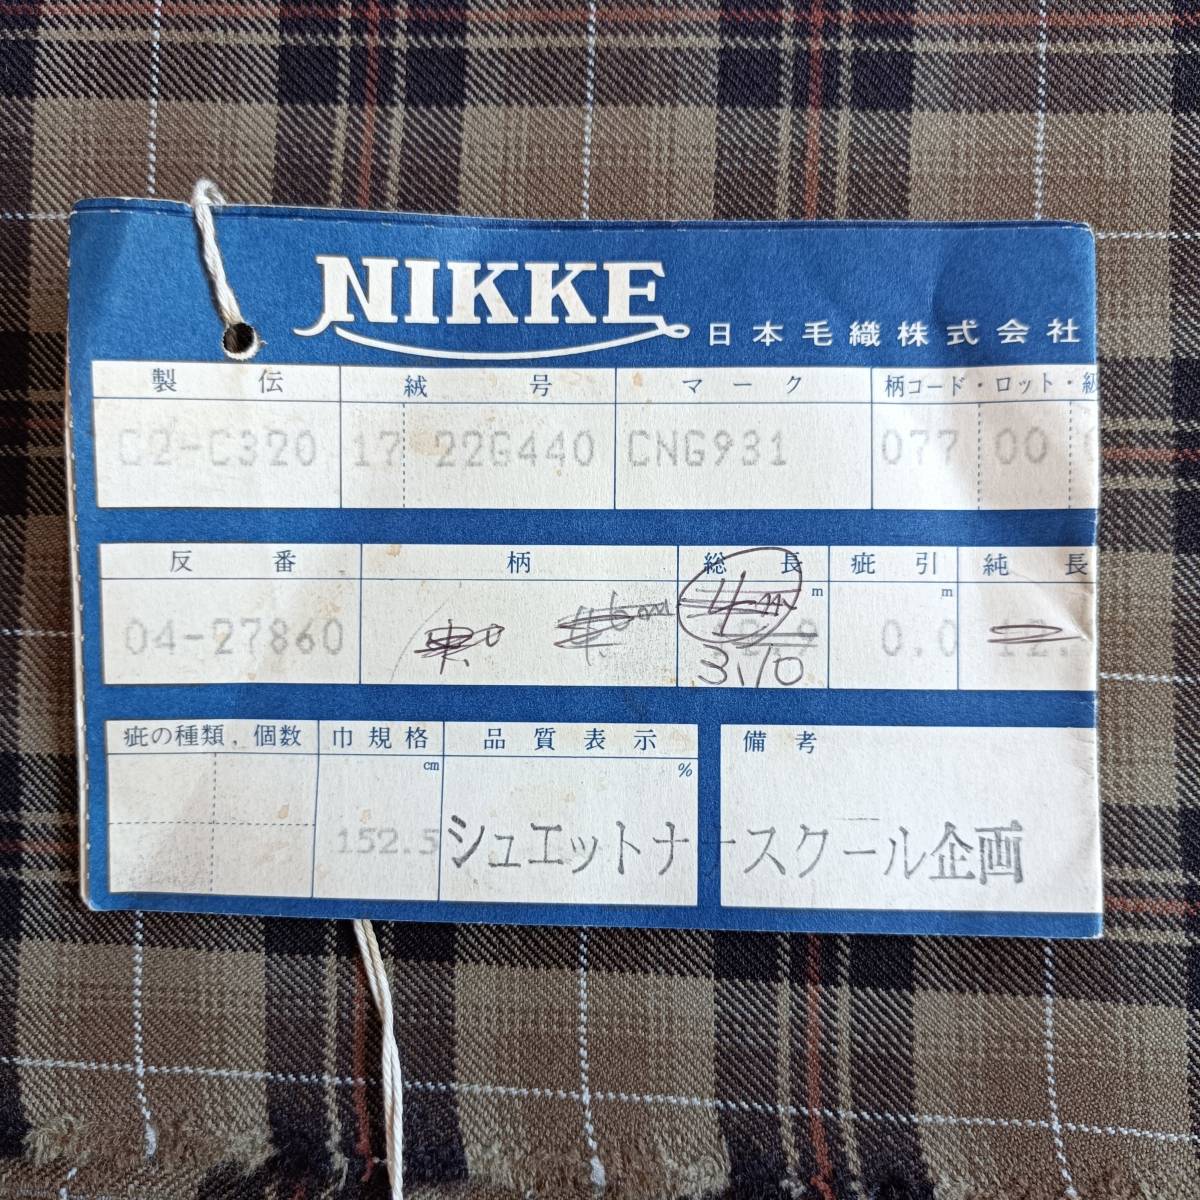 NIKKE 日本毛織株式会社
製伝 絨号 マーク 柄コード・ロット・級
C2-C320 17 22G440 CNG931 077 00
反番 柄 総長 疵引 純長
m m
04-27860 2.9 0.0 12.
4m
3.10
疵の種類、個数 巾規格 品質表示 備考
cm %
152.5 シュエットナースクール企画